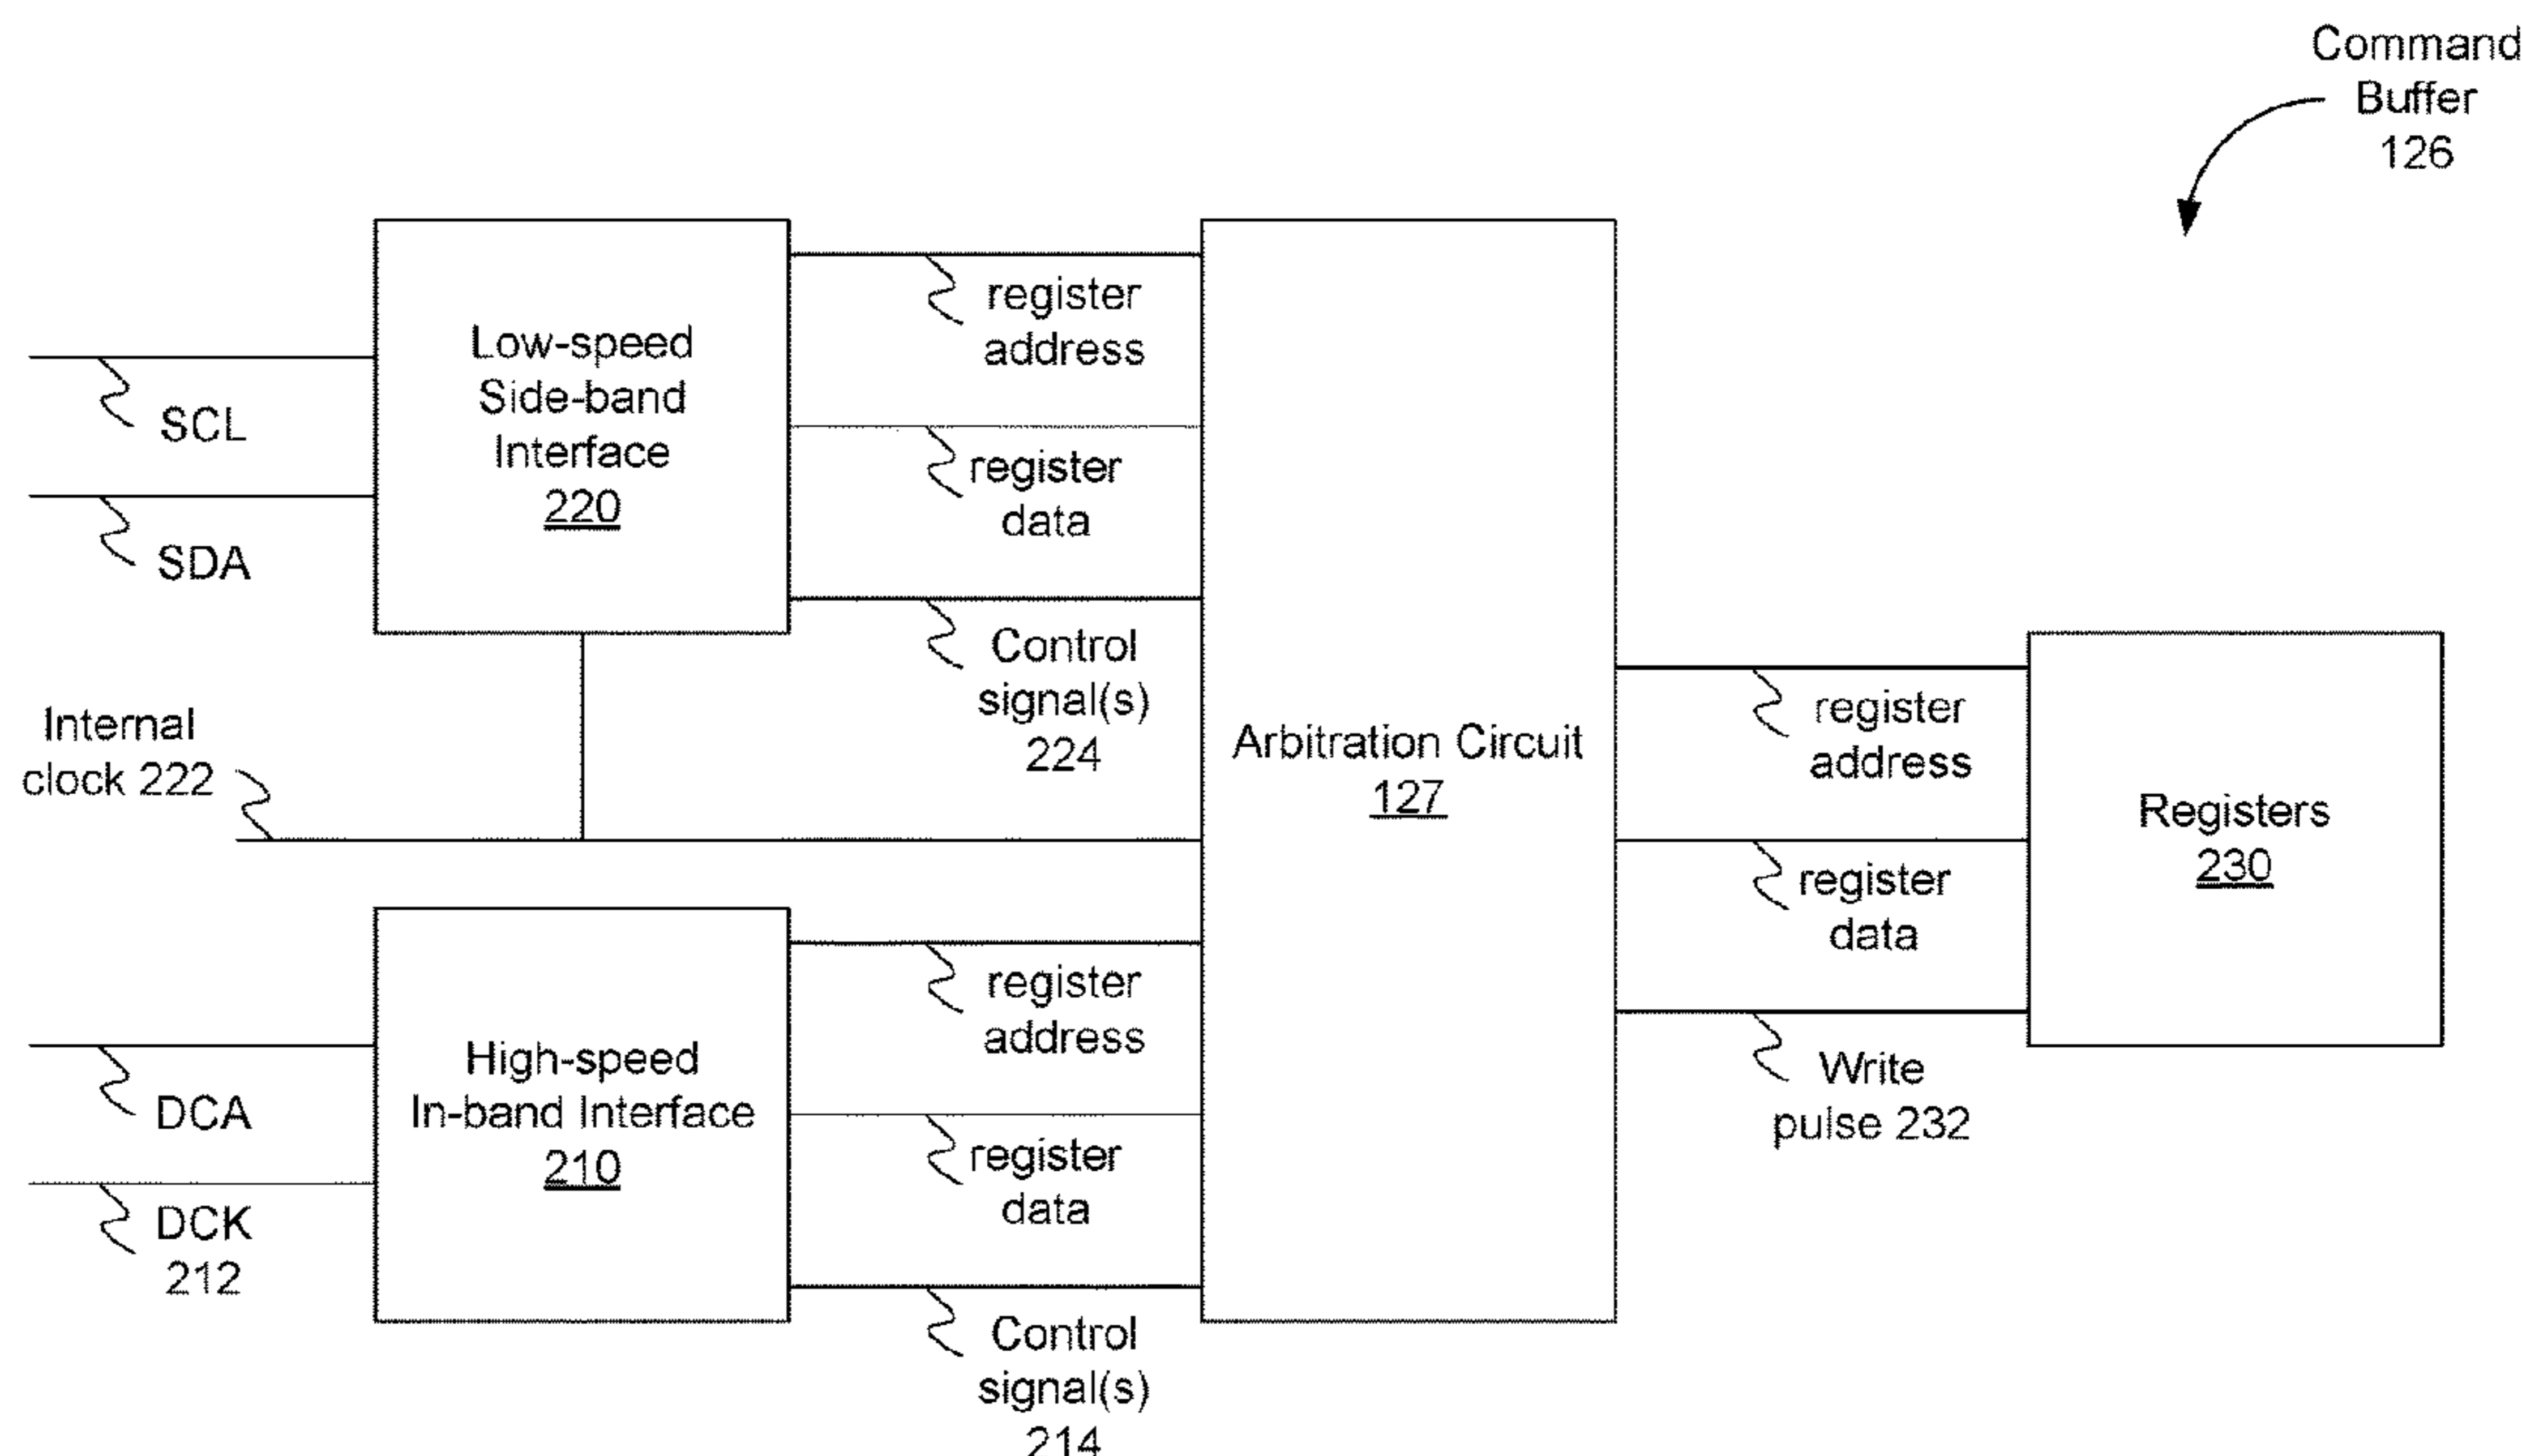 Command
Buffer
126
Low-speed
Side-band
Interface
220
SCL
SDA
register
address
register
data
Control
signal(s)
224
Internal
clock 222
Arbitration Circuit
127
register
address
register
data
Write
pulse 232
Registers
230
High-speed
In-band Interface
210
DCA
DCK
212
register
address
register
data
Control
signal(s)
214